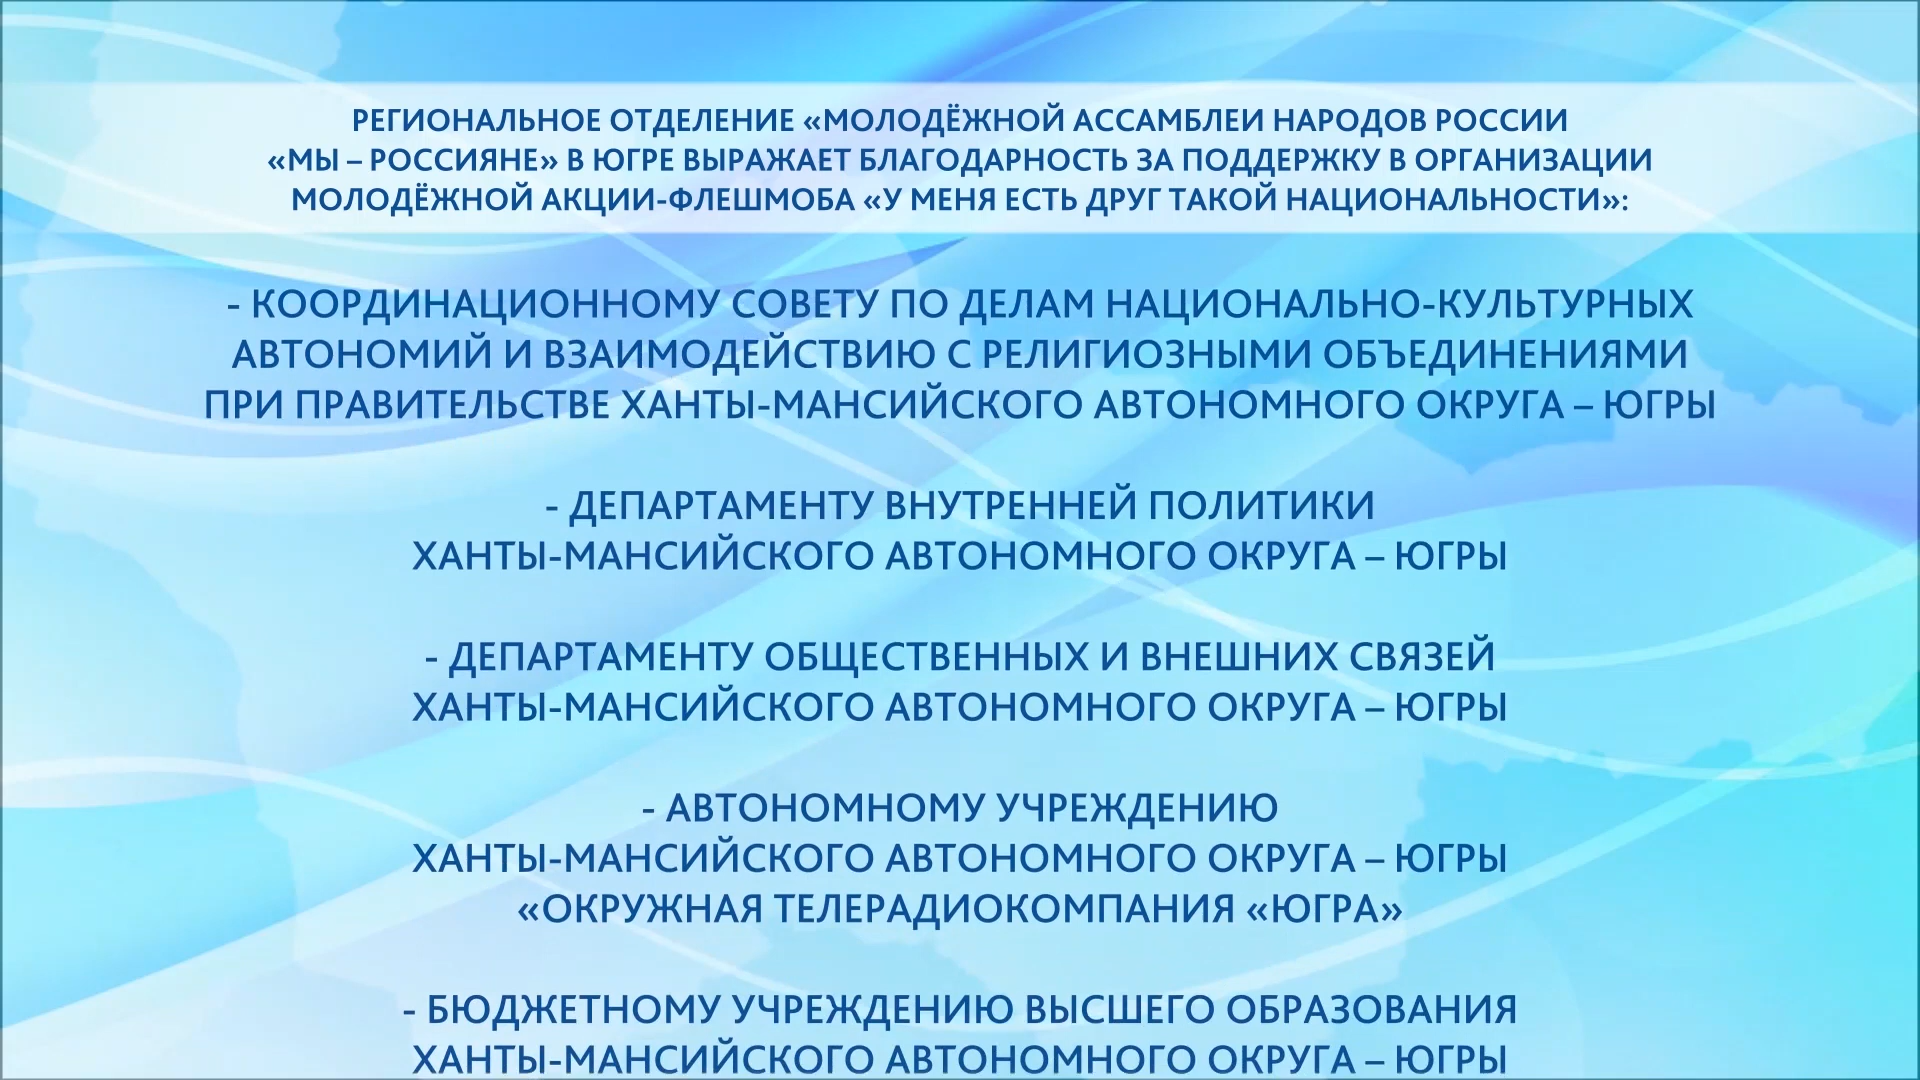 РЕГИОНАЛЬНОЕ ОТДЕЛЕНИЕ «МОЛОДЁЖНОЙ АССАМБЛЕИ НАРОДОВ РОССИИ
«МЫ – РОССИЯНЕ» В ЮГРЕ ВЫРАЖАЕТ БЛАГОДАРНОСТЬ ЗА ПОДДЕРЖКУ В ОРГАНИЗАЦИИ
МОЛОДЁЖНОЙ АКЦИИ-ФЛЕШМОБА «У МЕНЯ ЕСТЬ ДРУГ ТАКОЙ НАЦИОНАЛЬНОСТИ»:
- КООРДИНАЦИОННОМУ СОВЕТУ ПО ДЕЛАМ НАЦИОНАЛЬНО-КУЛЬТУРНЫХ
АВТОНОМИЙ И ВЗАИМОДЕЙСТВИЮ С РЕЛИГИОЗНЫМИ ОБЪЕДИНЕНИЯМИ
ПРИ ПРАВИТЕЛЬСТВЕ ХАНТЫ-МАНСИЙСКОГО АВТОНОМНОГО ОКРУГА – ЮГРЫ
- ДЕПАРТАМЕНТУ ВНУТРЕННЕЙ ПОЛИТИКИ
ХАНТЫ-МАНСИЙСКОГО АВТОНОМНОГО ОКРУГА – ЮГРЫ
- ДЕПАРТАМЕНТУ ОБЩЕСТВЕННЫХ И ВНЕШНИХ СВЯЗЕЙ
ХАНТЫ-МАНСИЙСКОГО АВТОНОМНОГО ОКРУГА – ЮГРЫ
- АВТОНОМНОМУ УЧРЕЖДЕНИЮ
ХАНТЫ-МАНСИЙСКОГО АВТОНОМНОГО ОКРУГА – ЮГРЫ
«ОКРУЖНАЯ ТЕЛЕРАДИОКОМПАНИЯ «ЮГРА»
- БЮДЖЕТНОМУ УЧРЕЖДЕНИЮ ВЫСШЕГО ОБРАЗОВАНИЯ
ХАНТЫ-МАНСИЙСКОГО АВТОНОМНОГО ОКРУГА – ЮГРЫ